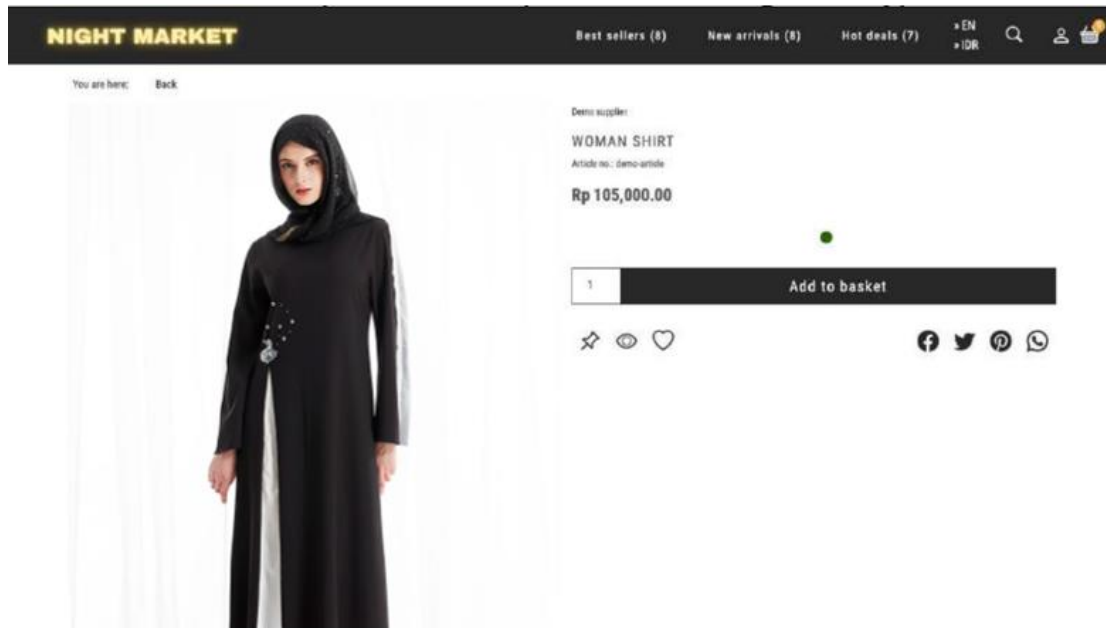 NIGHT MARKET
Best sellers (8)
New arrivals (8)
Hot deals (7)
» EN
» IDR
You are here:
Back
Demo supplier
WOMAN SHIRT
Article no.: demo-article
Rp 105,000.00
1
Add to basket